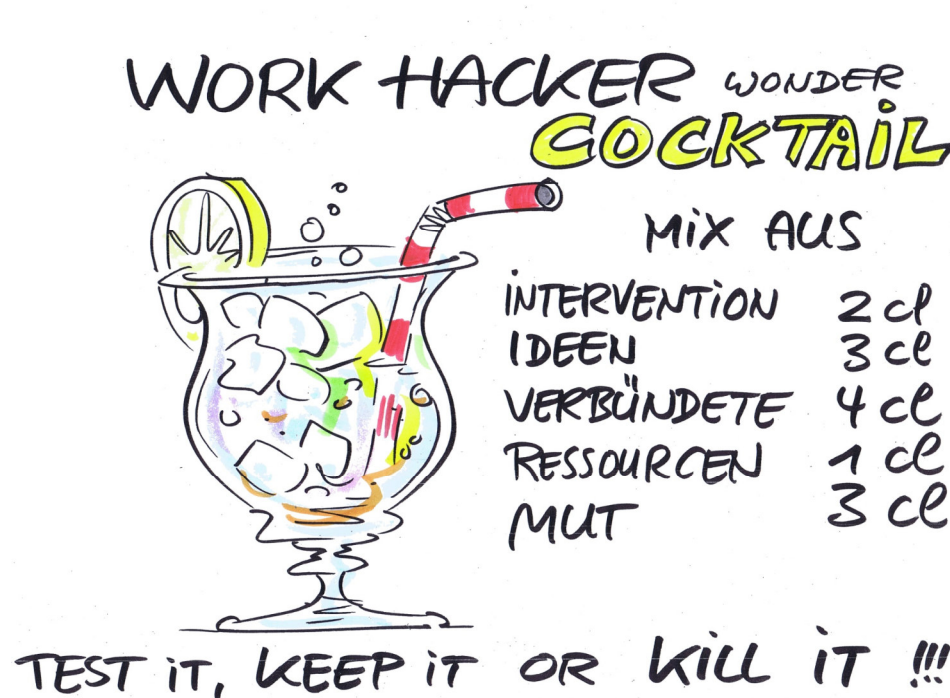 WORK HACKER WONDER
COCKTAIL
MIX AUS
INTERVENTION 2 cl
IDEEN 3 cl
VERBÜNDETE 4 cl
RESSOURCEN 1 cl
MUT 3 cl
TEST IT, KEEP IT OR KILL IT !!!